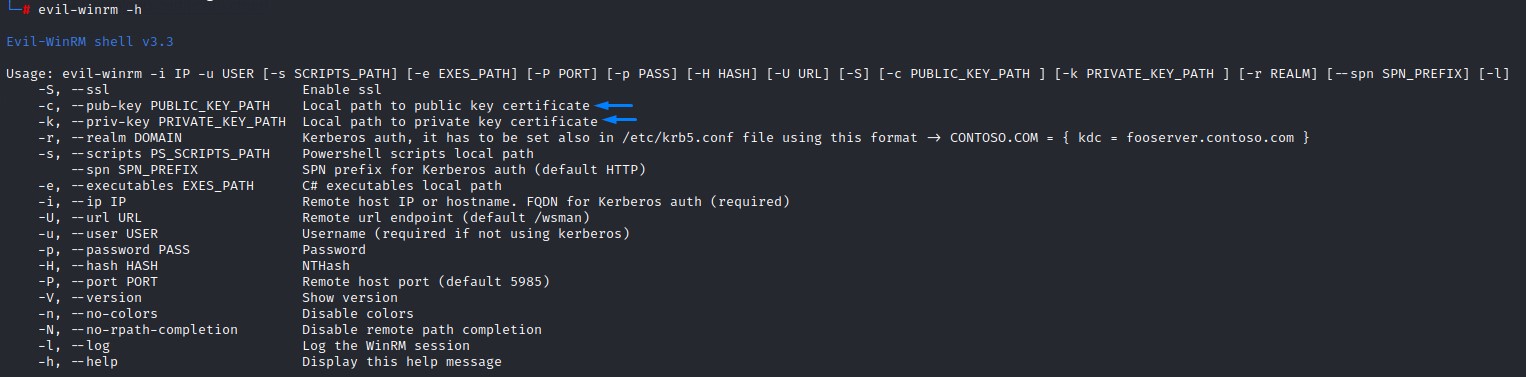 └─# evil-winrm -h
Evil-WinRM shell v3.3
Usage: evil-winrm -i IP -u USER [-s SCRIPTS_PATH] [-e EXES_PATH] [-P PORT] [-p PASS] [-H HASH] [-U URL] [-S] [-c PUBLIC_KEY_PATH ] [-k PRIVATE_KEY_PATH ] [-r REALM] [--spn SPN_PREFIX] [-l]
-S, --ssl Enable ssl
-c, --pub-key PUBLIC_KEY_PATH Local path to public key certificate
-k, --priv-key PRIVATE_KEY_PATH Local path to private key certificate
-r, --realm DOMAIN Kerberos auth, it has to be set also in /etc/krb5.conf file using this format -> CONTOSO.COM = { kdc = fooserver.contoso.com }
-s, --scripts PS_SCRIPTS_PATH Powershell scripts local path
--spn SPN_PREFIX SPN prefix for Kerberos auth (default HTTP)
-e, --executables EXES_PATH C# executables local path
-i, --ip IP Remote host IP or hostname. FQDN for Kerberos auth (required)
-U, --url URL Remote url endpoint (default /wsman)
-u, --user USER Username (required if not using kerberos)
-p, --password PASS Password
-H, --hash HASH NTHash
-P, --port PORT Remote host port (default 5985)
-V, --version Show version
-n, --no-colors Disable colors
-N, --no-rpath-completion Disable remote path completion
-l, --log Log the WinRM session
-h, --help Display this help message